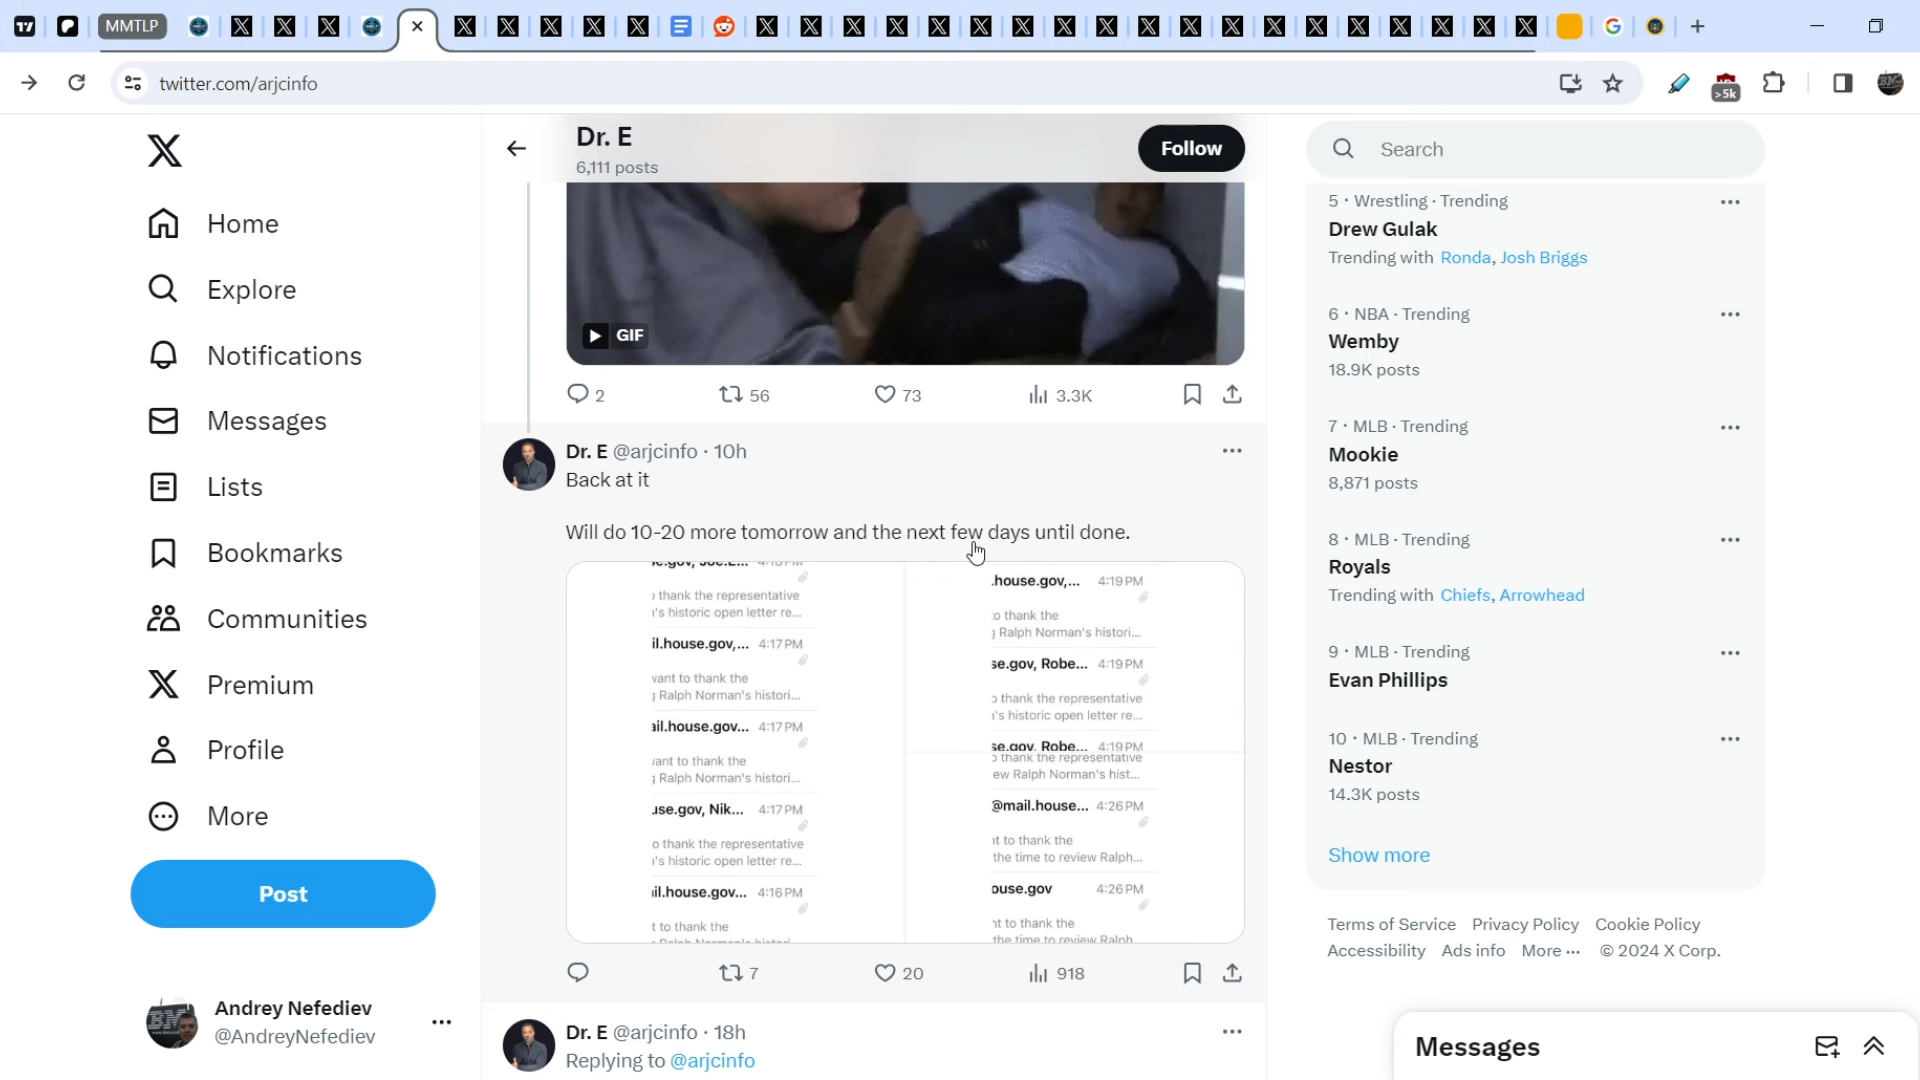 MMTLP
twitter.com/arjcinfo
>5k
Home
Explore
Notifications
Messages
Lists
Bookmarks
Communities
Premium
Profile
More
Post
Andrey Nefediev
@AndreyNefediev
Dr. E
6,111 posts
Follow
GIF
2 56 73 3.3K
Dr. E @arjcinfo · 10h
Back at it
Will do 10-20 more tomorrow and the next few days until done.
thank the representative
's historic open letter re...
il.house.gov,... 4:17 PM
want to thank the
Ralph Norman's histori...
ail.house.gov... 4:17 PM
want to thank the
Ralph Norman's histori...
use.gov, Nik... 4:17 PM
o thank the representative
's historic open letter re...
il.house.gov... 4:16 PM
t to thank the
.house.gov,... 4:19 PM
to thank the
Ralph Norman's histori...
se.gov, Robe... 4:19 PM
o thank the representative
's historic open letter re...
se.gov, Robe... 4:19 PM
o thank the representative
ew Ralph Norman's hist...
@mail.house... 4:26 PM
nt to thank the
the time to review Ralph...
ouse.gov 4:26 PM
nt to thank the
the time to review Ralph
7 20 918
Dr. E @arjcinfo · 18h
Replying to @arjcinfo
Search
5 · Wrestling · Trending
Drew Gulak
Trending with Ronda, Josh Briggs
6 · NBA · Trending
Wemby
18.9K posts
7 · MLB · Trending
Mookie
8,871 posts
8 · MLB · Trending
Royals
Trending with Chiefs, Arrowhead
9 · MLB · Trending
Evan Phillips
10 · MLB · Trending
Nestor
14.3K posts
Show more
Terms of Service Privacy Policy Cookie Policy
Accessibility Ads info More ··· © 2024 X Corp.
Messages